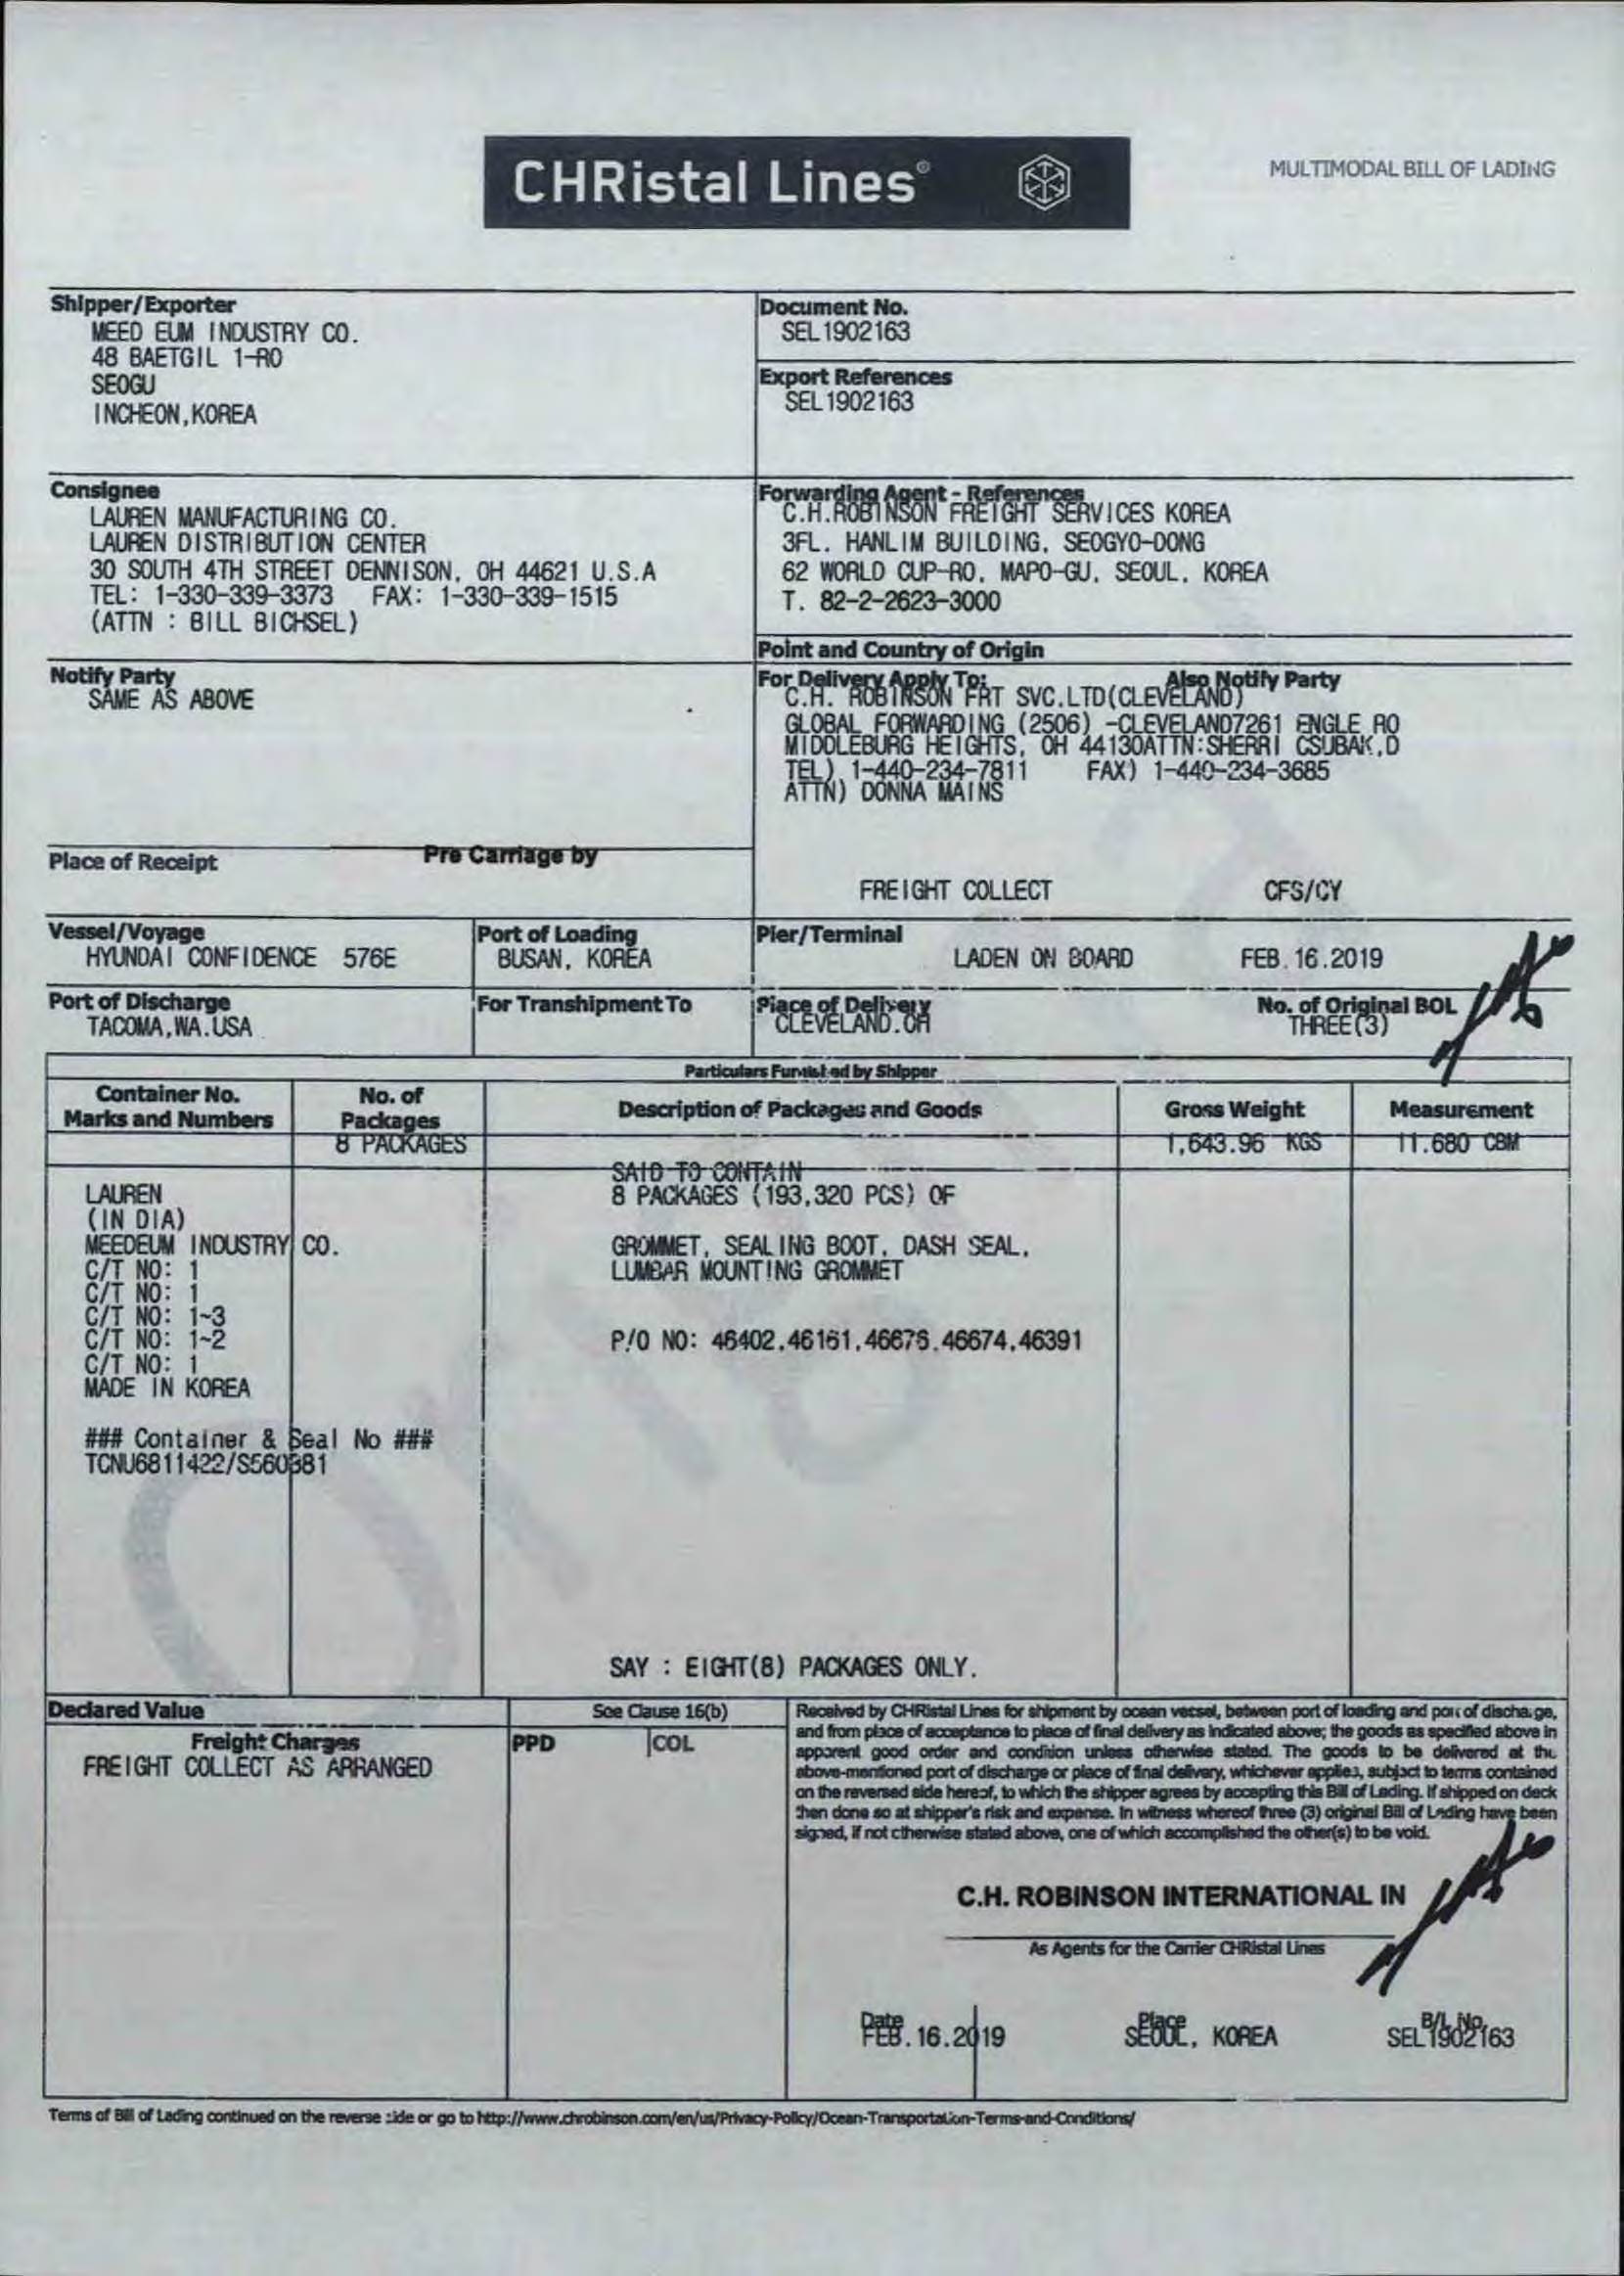 CHRistal Lines®
MULTIMODAL BILL OF LADING
Shipper/Exporter
MEED EUM INDUSTRY CO.
48 BAETGIL 1-RO
SEOGU
INCHEON,KOREA
Document No.
SEL1902163
Export References
SEL1902163
Consignee
LAUREN MANUFACTURING CO.
LAUREN DISTRIBUTION CENTER
30 SOUTH 4TH STREET DENNISON, OH 44621 U.S.A
TEL: 1-330-339-3373 FAX: 1-330-339-1515
(ATTN : BILL BICHSEL)
Forwarding Agent - References
C.H.ROBINSON FREIGHT SERVICES KOREA
3FL. HANLIM BUILDING, SEOGYO-DONG
62 WORLD CUP-RO, MAPO-GU, SEOUL, KOREA
T. 82-2-2623-3000
Point and Country of Origin
Notify Party
SAME AS ABOVE
For Delivery Apply To: Also Notify Party
C.H. ROBINSON FRT SVC.LTD(CLEVELAND)
GLOBAL FORWARDING (2506) -CLEVELAND7261 ENGLE RO
MIDDLEBURG HEIGHTS, OH 44130ATTN:SHERRI CSUBAK,D
TEL) 1-440-234-7811 FAX) 1-440-234-3685
ATTN) DONNA MAINS
Place of Receipt
Pre Carriage by
FREIGHT COLLECT CFS/CY
Vessel/Voyage
HYUNDAI CONFIDENCE 576E
Port of Loading
BUSAN, KOREA
Pier/Terminal
LADEN ON BOARD FEB.16.2019
Port of Discharge
TACOMA,WA.USA
For Transhipment To
Place of Delivery
CLEVELAND.OH
No. of Original BOL
THREE(3)
Particulars Furnished by Shipper
Container No.
Marks and Numbers
No. of
Packages
Description of Packages and Goods
Gross Weight
Measurement
8 PACKAGES
1,643.96 KGS
11.680 CBM
SAID TO CONTAIN
8 PACKAGES (193,320 PCS) OF
GROMMET, SEALING BOOT, DASH SEAL,
LUMBAR MOUNTING GROMMET
P/O NO: 46402,46161,46676,46674,46391
LAUREN
(IN DIA)
MEEDEUM INDUSTRY CO.
C/T NO: 1
C/T NO: 1
C/T NO: 1~3
C/T NO: 1~2
C/T NO: 1
MADE IN KOREA
### Container & Seal No ###
TCNU6811422/S560381
SAY : EIGHT(8) PACKAGES ONLY.
Declared Value
See Clause 16(b)
Freight Charges
PPD
COL
FREIGHT COLLECT AS ARRANGED
Received by CHRistal Lines for shipment by ocean vessel, between port of loading and port of discharge,
and from place of acceptance to place of final delivery as indicated above; the goods as specified above in
apparent good order and condition unless otherwise stated. The goods to be delivered at the
above-mentioned port of discharge or place of final delivery, whichever applies, subject to terms contained
on the reversed side hereof, to which the shipper agrees by accepting this Bill of Lading. If shipped on deck
then done so at shipper's risk and expense. In witness whereof three (3) original Bill of Lading have been
signed, if not otherwise stated above, one of which accomplished the other(s) to be void.
C.H. ROBINSON INTERNATIONAL IN
As Agents for the Carrier CHRistal Lines
Date
FEB.16.2019
Place
SEOUL, KOREA
B/L No.
SEL1902163
Terms of Bill of Lading continued on the reverse side or go to http://www.chrobinson.com/en/us/Privacy-Policy/Ocean-Transportation-Terms-and-Conditions/
Original